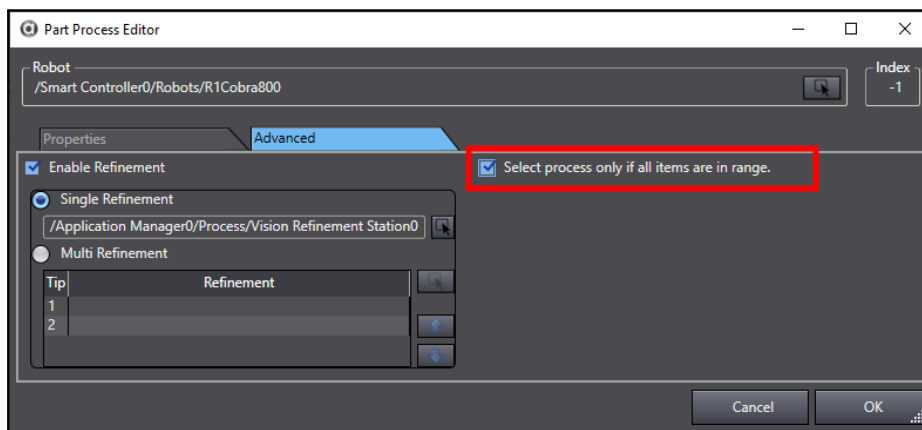 Part Process Editor
Robot
/Smart Controller0/Robots/R1Cobra800
Index
-1
Properties
Advanced
Enable Refinement
Select process only if all items are in range.
Single Refinement
/Application Manager0/Process/Vision Refinement Station0
Multi Refinement
Tip Refinement
1
2
Cancel
OK